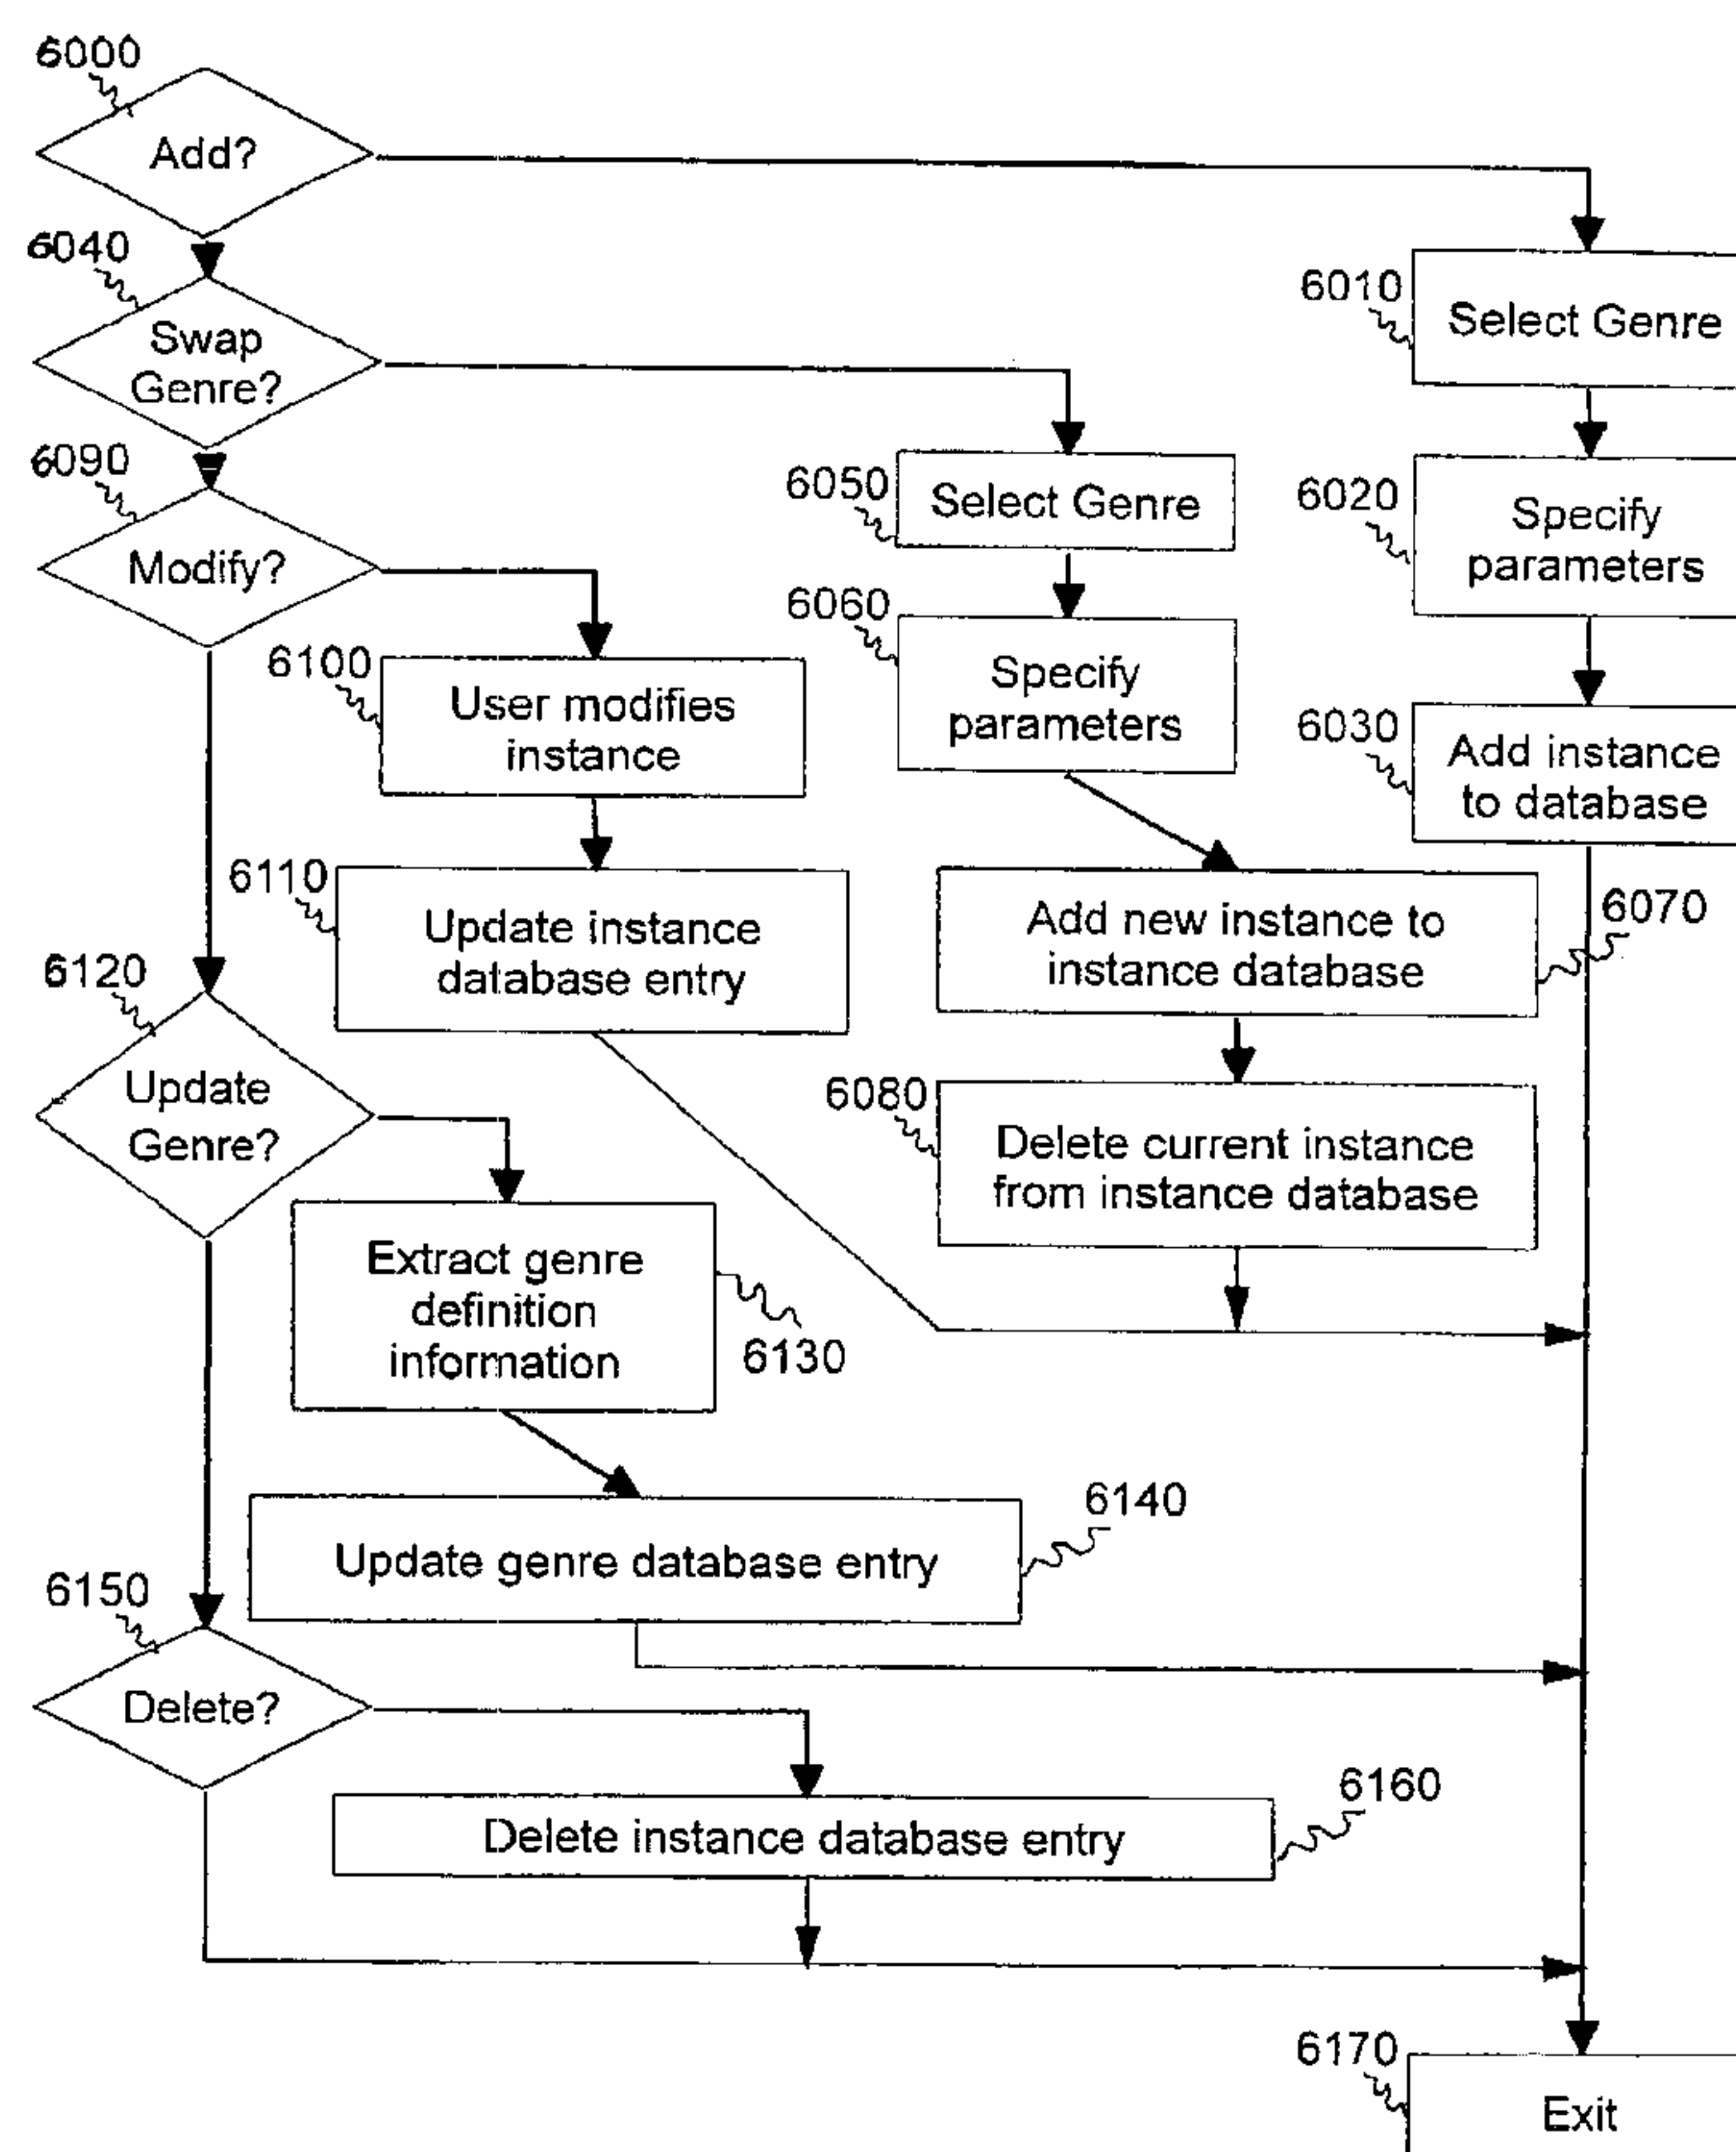 6000
Add?
6040
Swap
Genre?
6010
Select Genre
6090
Modify?
6050
Select Genre
6020
Specify
parameters
6060
Specify
parameters
6100
User modifies
instance
6030
Add instance
to database
6110
Update instance
database entry
Add new instance to
instance database
6070
6120
Update
Genre?
6080
Delete current instance
from instance database
Extract genre
definition
information
6130
6140
Update genre database entry
6150
Delete?
6160
Delete instance database entry
6170
Exit